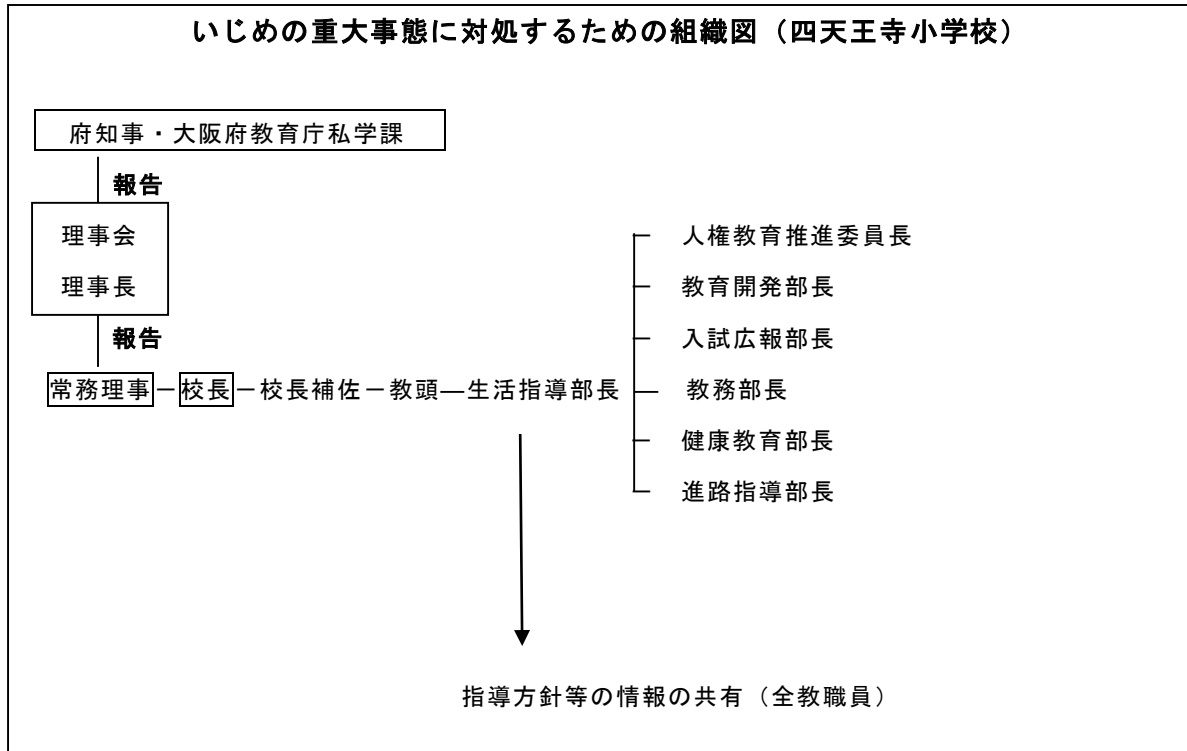 いじめの重大事態に対処するための組織図（四天王寺小学校）
府知事・大阪府教育庁私学課
報告
理事会
理事長
報告
常務理事－校長－校長補佐－教頭―生活指導部長
人権教育推進委員長
教育開発部長
入試広報部長
教務部長
健康教育部長
進路指導部長
指導方針等の情報の共有（全教職員）